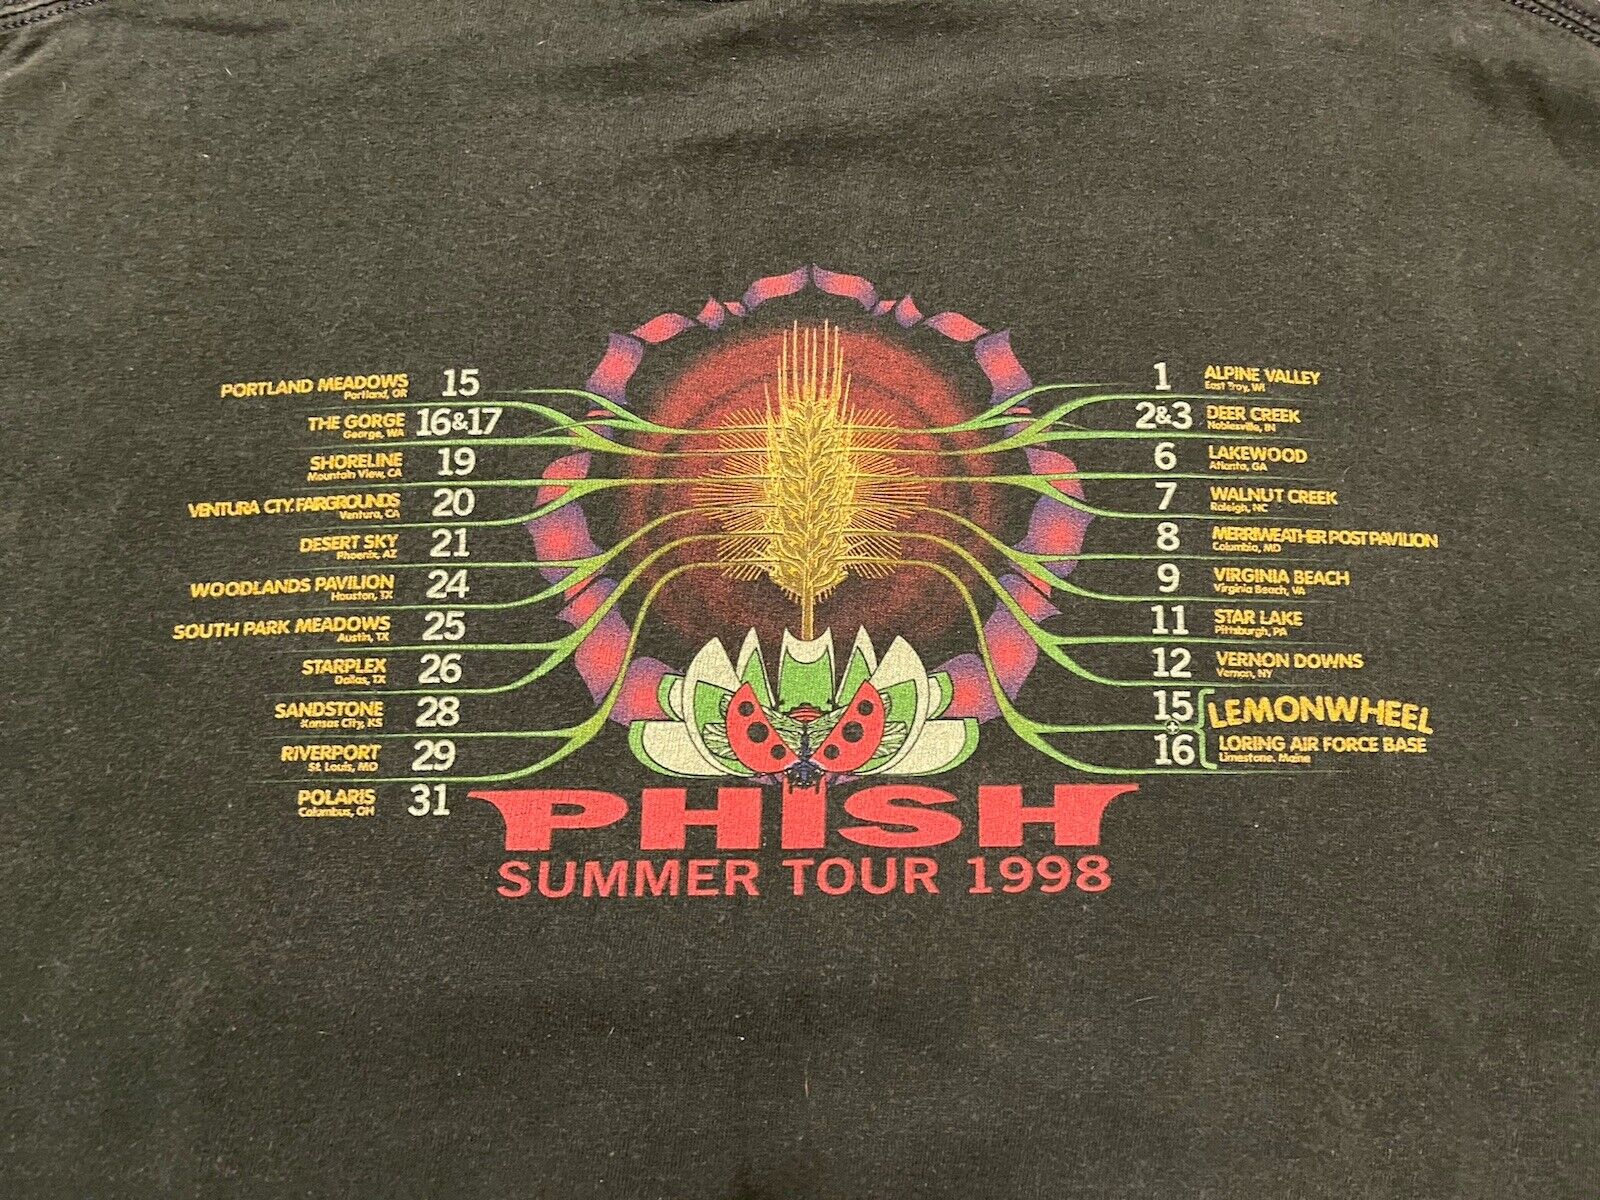 PORTLAND MEADOWS 15
Portland, OR
THE GORGE 16&17
George, WA
SHORELINE 19
Mountain View, CA
VENTURA CTY. FAIRGROUNDS 20
Ventura, CA
DESERT SKY 21
Phoenix, AZ
WOODLANDS PAVILION 24
Houston, TX
SOUTH PARK MEADOWS 25
Austin, TX
STARPLEX 26
Dallas, TX
SANDSTONE 28
Kansas City, KS
RIVERPORT 29
St. Louis, MO
POLARIS 31
Columbus, OH
1 ALPINE VALLEY
East Troy, WI
2&3 DEER CREEK
Noblesville, IN
6 LAKEWOOD
Atlanta, GA
7 WALNUT CREEK
Raleigh, NC
8 MERRIWEATHER POST PAVILION
Columbia, MD
9 VIRGINIA BEACH
Virginia Beach, VA
11 STAR LAKE
Pittsburgh, PA
12 VERNON DOWNS
Vernon, NY
15 LEMONWHEEL
&
16 LORING AIR FORCE BASE
Limestone, Maine
PHISH
SUMMER TOUR 1998